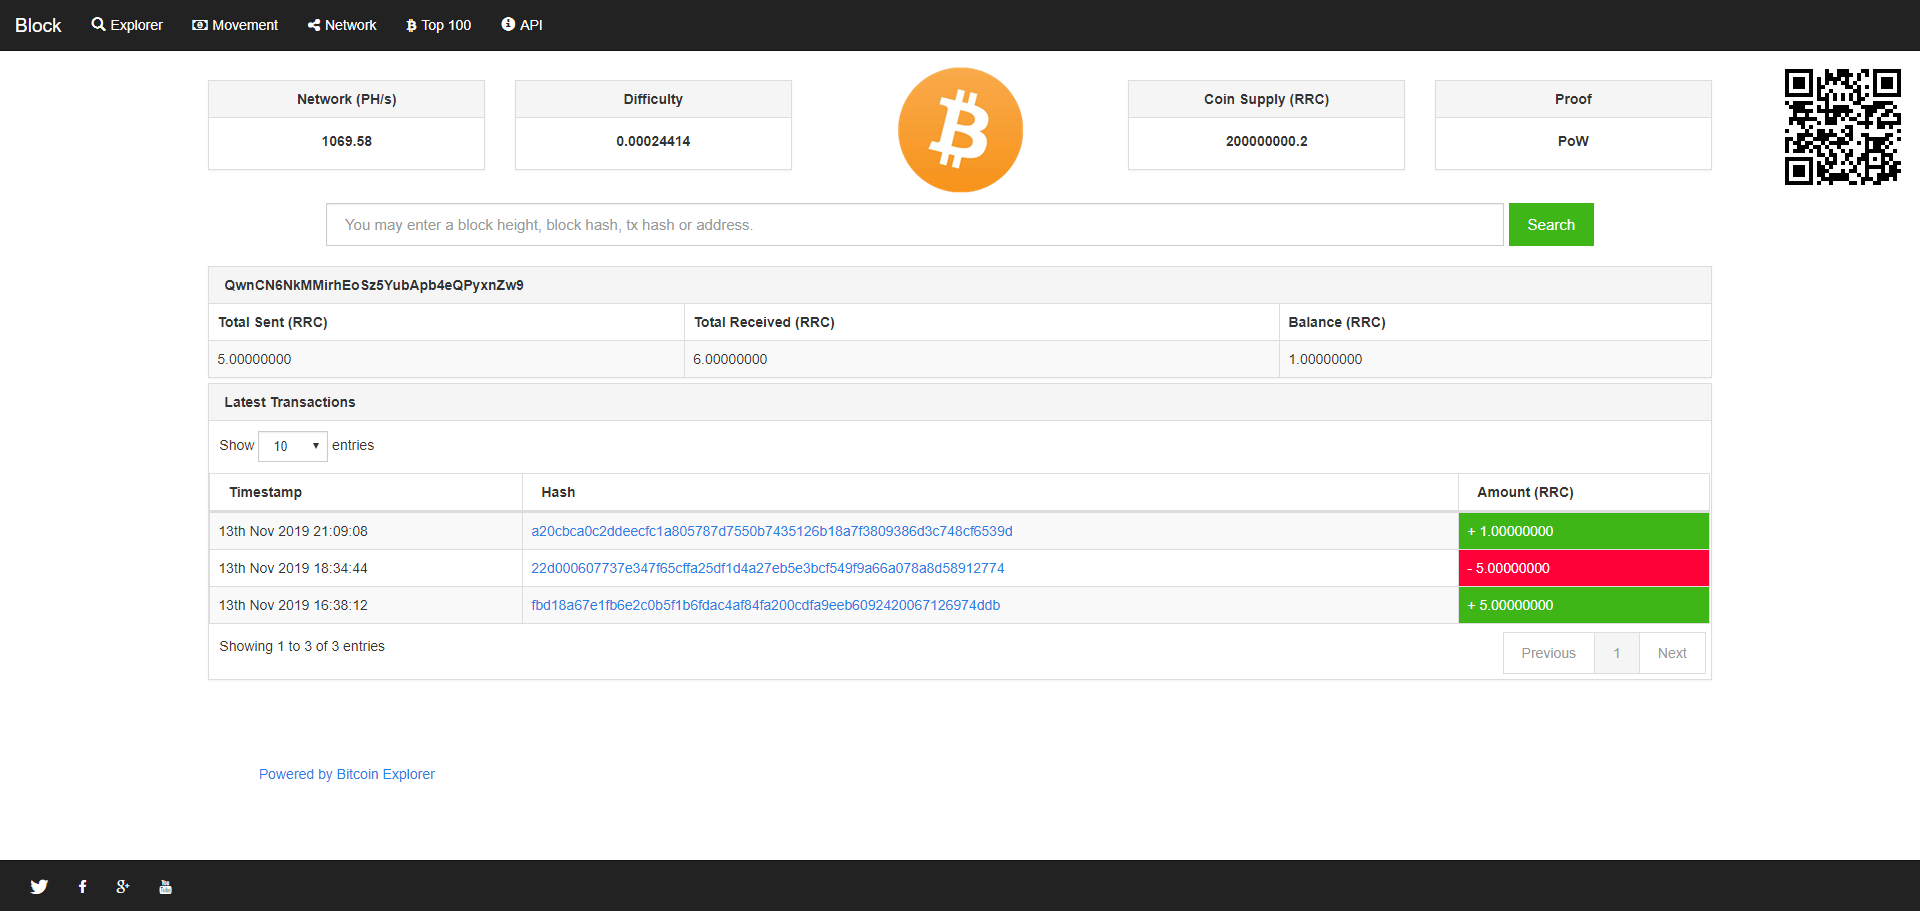 Block Explorer Movement Network Top 100 API
Network (PH/s)
1069.58
Difficulty
0.00024414
Coin Supply (RRC)
200000000.2
Proof
PoW
You may enter a block height, block hash, tx hash or address.
Search
QwnCN6NkMMirhEoSz5YubApb4eQPyxnZw9
Total Sent (RRC) Total Received (RRC) Balance (RRC)
5.00000000 6.00000000 1.00000000
Latest Transactions
Show 10 entries
Timestamp Hash Amount (RRC)
13th Nov 2019 21:09:08 a20cbca0c2ddeecfc1a805787d7550b7435126b18a7f3809386d3c748cf6539d + 1.00000000
13th Nov 2019 18:34:44 22d000607737e347f65cffa25df1d4a27eb5e3bcf549f9a66a078a8d58912774 - 5.00000000
13th Nov 2019 16:38:12 fbd18a67e1fb6e2c0b5f1b6fdac4af84fa200cdfa9eeb6092420067126974ddb + 5.00000000
Showing 1 to 3 of 3 entries
Previous 1 Next
Powered by Bitcoin Explorer